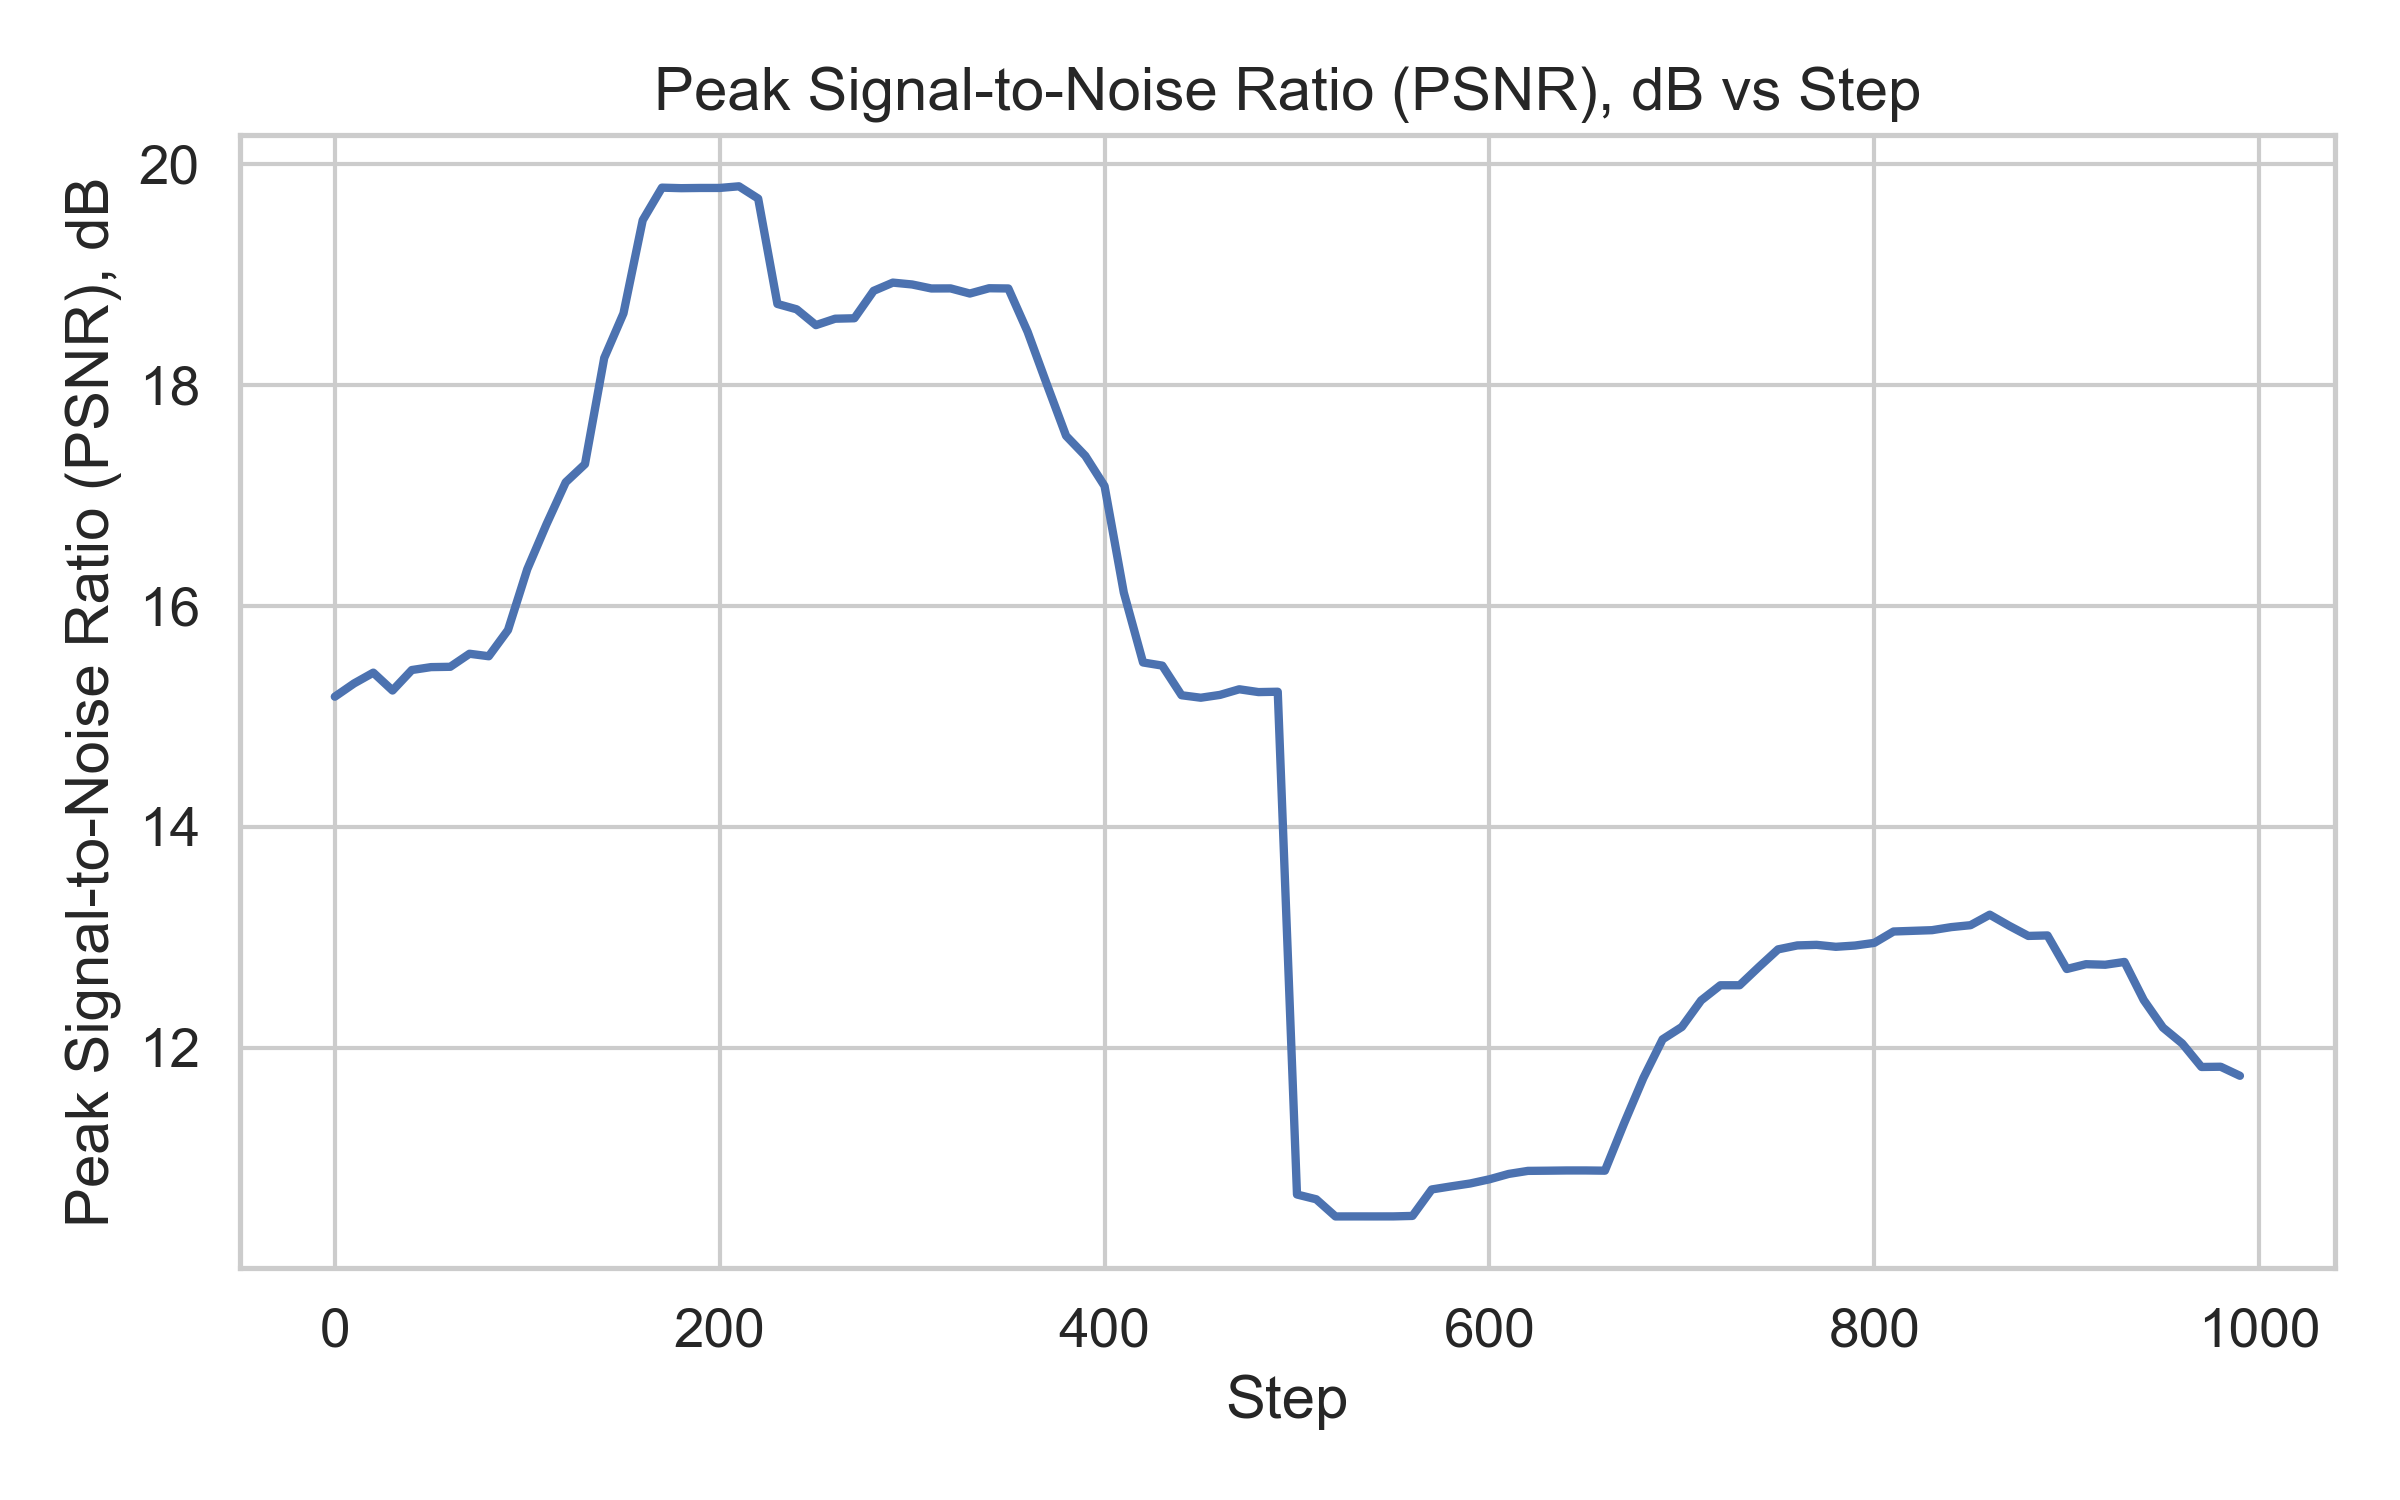 Peak Signal-to-Noise Ratio (PSNR), dB vs Step
Peak Signal-to-Noise Ratio (PSNR), dB
20
18
16
14
12
0 200 400 600 800 1000
Step